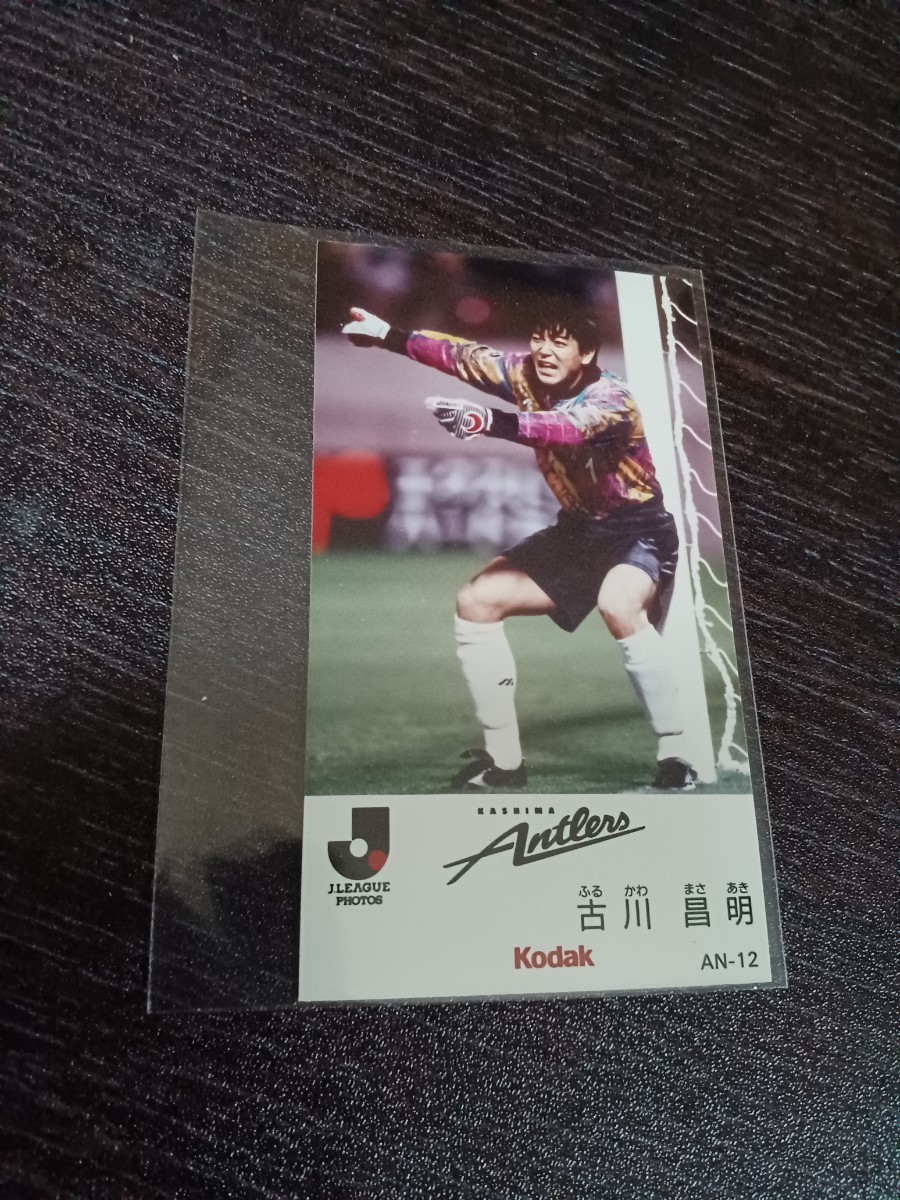 1
J.LEAGUE
PHOTOS
KASHIMA
Antlers
ふる かわ まさ あき
古川 昌明
Kodak
AN-12